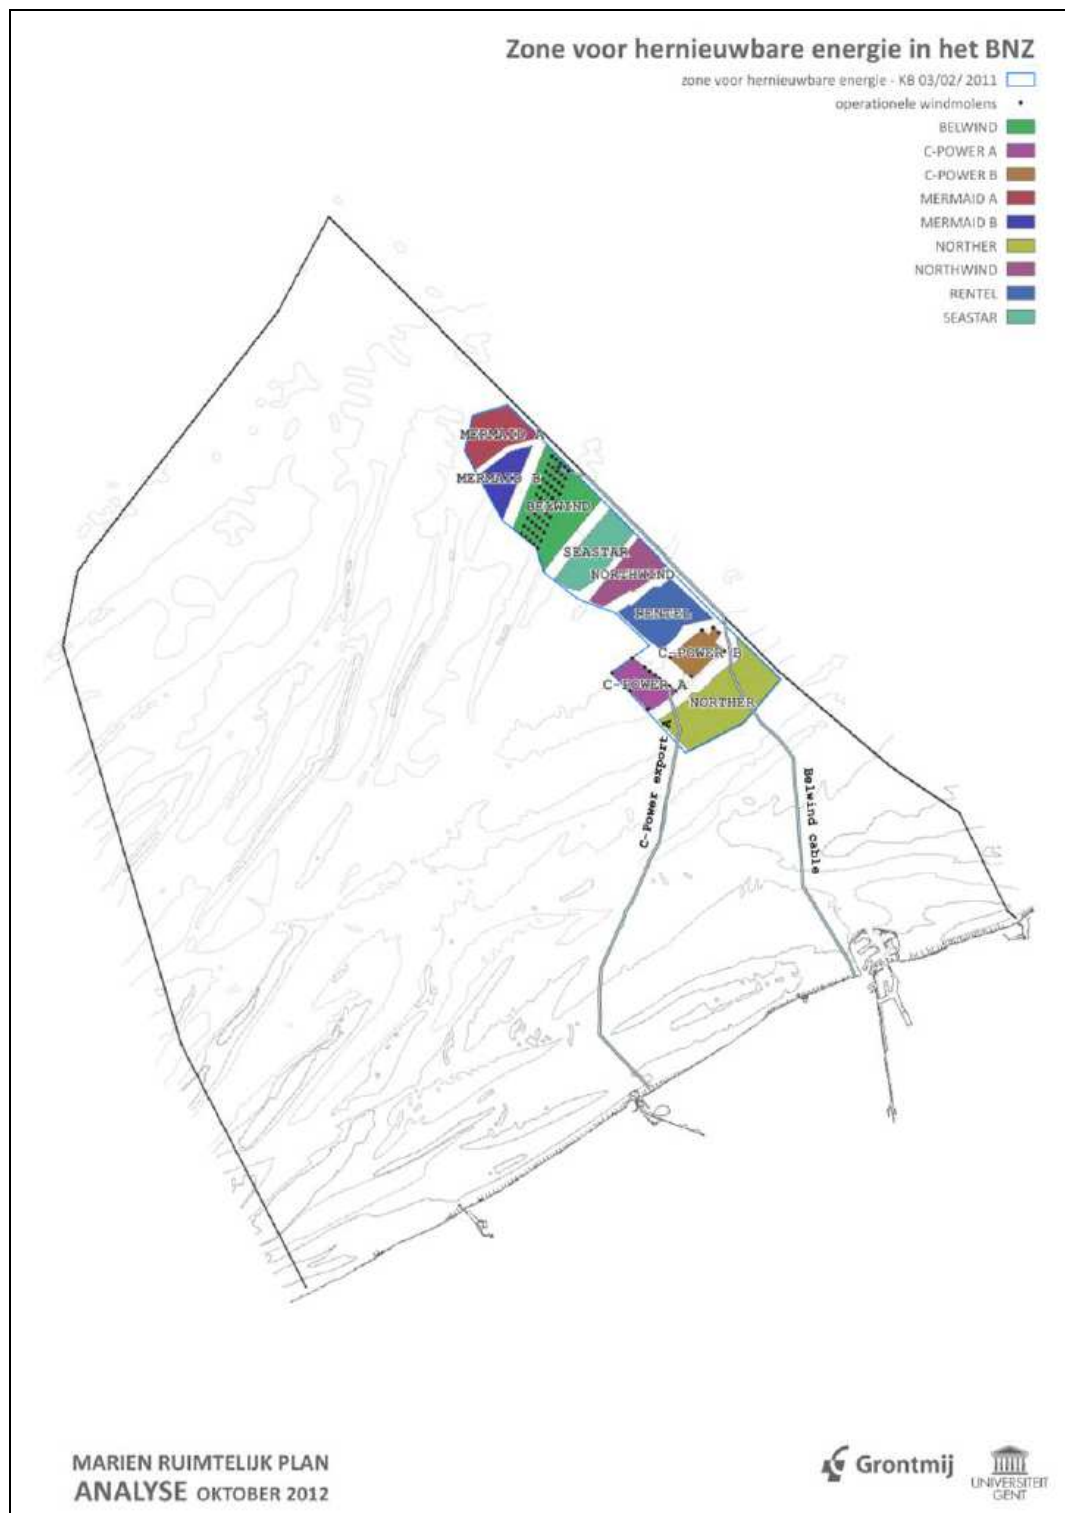 Zone voor hernieuwbare energie in het BNZ
zone voor hernieuwbare energie - KB 03/02/ 2011
operationele windmolens
BELWIND
C-POWER A
C-POWER B
MERMAID A
MERMAID B
NORTHER
NORTHWIND
RENTEL
SEASTAR
MERMAID A
MERMAID B
BELWIND
SEASTAR
NORTHWIND
RENTEL
C-POWER B
C-POWER A
NORTHER
C-Power export A
Belwind cable
MARIEN RUIMTELIJK PLAN
ANALYSE OKTOBER 2012
Grontmij
UNIVERSITEIT
GENT